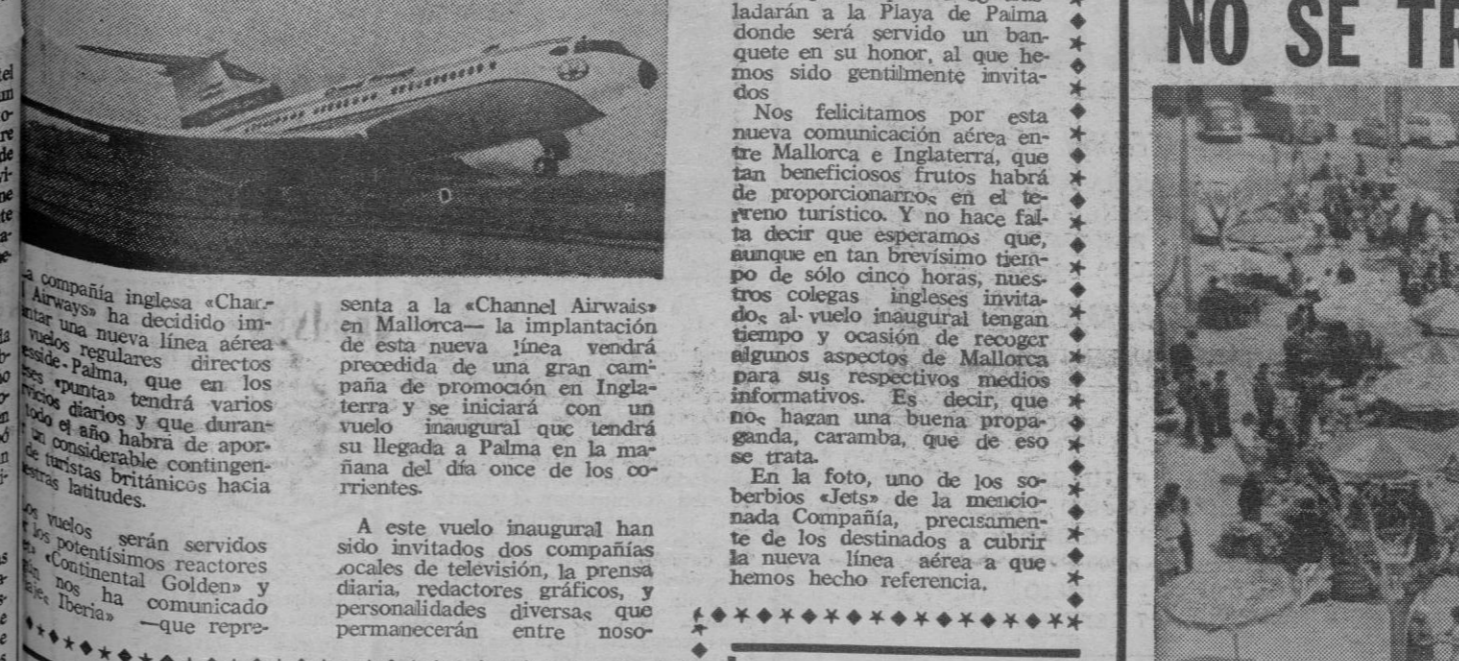 a compañía inglesa «Chan-
l Airways» ha decidido im-
ntar una nueva línea aérea
vuelos regulares directos
esside-Palma, que en los
ses «punta» tendrá varios
rvicios diarios y que duran-
todo el año habrá de apor-
r un considerable contingen-
de turistas británicos hacia
estras latitudes.
os vuelos serán servidos
r los potentísimos reactores
«Continental Golden» y
nos ha comunicado
Iberia» —que repre-
senta a la «Channel Airwais»
en Mallorca— la implantación
de esta nueva línea vendrá
precedida de una gran cam-
paña de promoción en Ingla-
terra y se iniciará con un
vuelo inaugural que tendrá
su llegada a Palma en la ma-
ñana del día once de los co-
rrientes.
A este vuelo inaugural han
sido invitados dos compañías
locales de televisión, la prensa
diaria, redactores gráficos, y
personalidades diversas que
permanecerán entre noso-
ladarán a la Playa de Palma
donde será servido un ban-
quete en su honor, al que he-
mos sido gentilmente invita-
dos
Nos felicitamos por esta
nueva comunicación aérea en-
tre Mallorca e Inglaterra, que
tan beneficiosos frutos habrá
de proporcionarnos en el te-
rreno turístico. Y no hace fal-
ta decir que esperamos que,
aunque en tan brevísimo tiem-
po de sólo cinco horas, nues-
tros colegas ingleses invita-
dos al vuelo inaugural tengan
tiempo y ocasión de recoger
algunos aspectos de Mallorca
para sus respectivos medios
informativos. Es decir, que
nos hagan una buena propa-
ganda, caramba, que de eso
se trata.
En la foto, uno de los so-
berbios «Jets» de la mencio-
nada Compañía, precisamen-
te de los destinados a cubrir
la nueva línea aérea a que
hemos hecho referencia.
NO SE TR